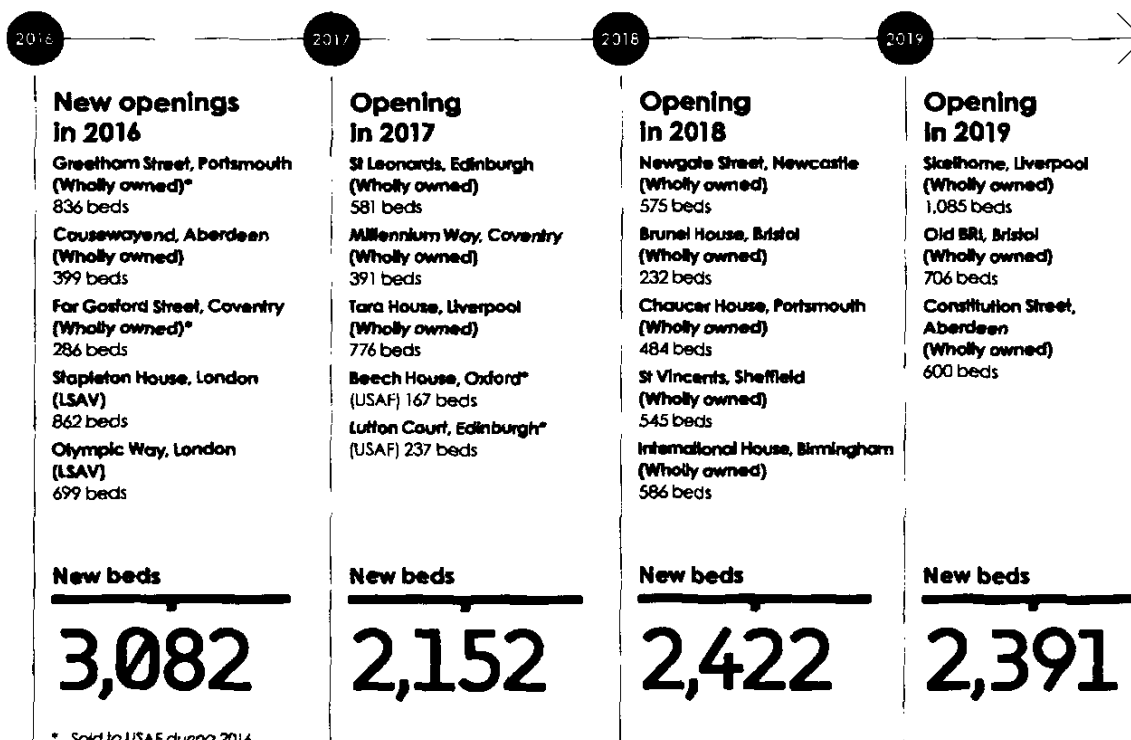 2016
2017
2018
2019
New openings
in 2016
Greetham Street, Portsmouth
(Wholly owned)*
836 beds
Causewayend, Aberdeen
(Wholly owned)
399 beds
Far Gosford Street, Coventry
(Wholly owned)*
286 beds
Stapleton House, London
(LSAV)
862 beds
Olympic Way, London
(LSAV)
699 beds
New beds
3,082
* Sold to USAF during 2016
Opening
in 2017
St Leonards, Edinburgh
(Wholly owned)
581 beds
Millennium Way, Coventry
(Wholly owned)
391 beds
Tara House, Liverpool
(Wholly owned)
776 beds
Beech House, Oxford*
(USAF) 167 beds
Lutton Court, Edinburgh*
(USAF) 237 beds
New beds
2,152
Opening
in 2018
Newgate Street, Newcastle
(Wholly owned)
575 beds
Brunel House, Bristol
(Wholly owned)
232 beds
Chaucer House, Portsmouth
(Wholly owned)
484 beds
St Vincents, Sheffield
(Wholly owned)
545 beds
International House, Birmingham
(Wholly owned)
586 beds
New beds
2,422
Opening
in 2019
Skelhorne, Liverpool
(Wholly owned)
1,085 beds
Old BRI, Bristol
(Wholly owned)
706 beds
Constitution Street,
Aberdeen
(Wholly owned)
600 beds
New beds
2,391